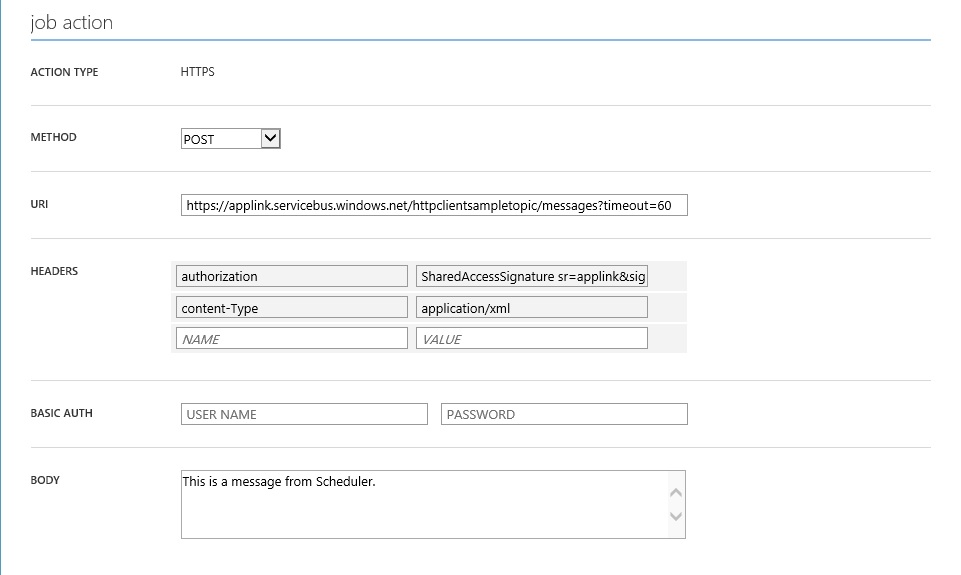 job action
ACTION TYPE HTTPS
METHOD POST
URI https://applink.servicebus.windows.net/httpclientsampletopic/messages?timeout=60
HEADERS authorization SharedAccessSignature sr=applink&sig
content-Type application/xml
NAME VALUE
BASIC AUTH USER NAME PASSWORD
BODY This is a message from Scheduler.